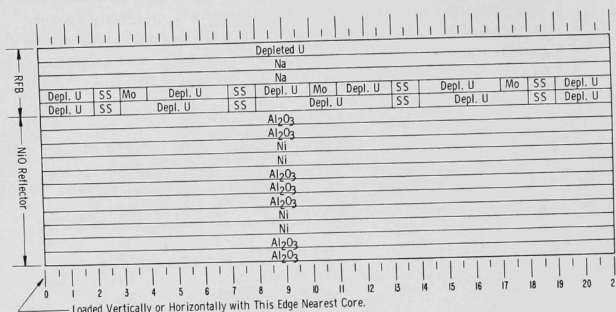 Depleted U
Na
Na
Depl. U SS Mo Depl. U SS Depl. U Mo Depl. U SS Depl. U Mo SS Depl. U
Depl. U SS Depl. U SS Depl. U SS Depl. U SS Depl. U
RFB
Al₂O₃
Al₂O₃
Ni
Ni
Al₂O₃
Al₂O₃
Al₂O₃
Ni
Ni
Al₂O₃
Al₂O₃
NiO Reflector
0 1 2 3 4 5 6 7 8 9 10 11 12 13 14 15 16 17 18 19 20 2
Loaded Vertically or Horizontally with This Edge Nearest Core.